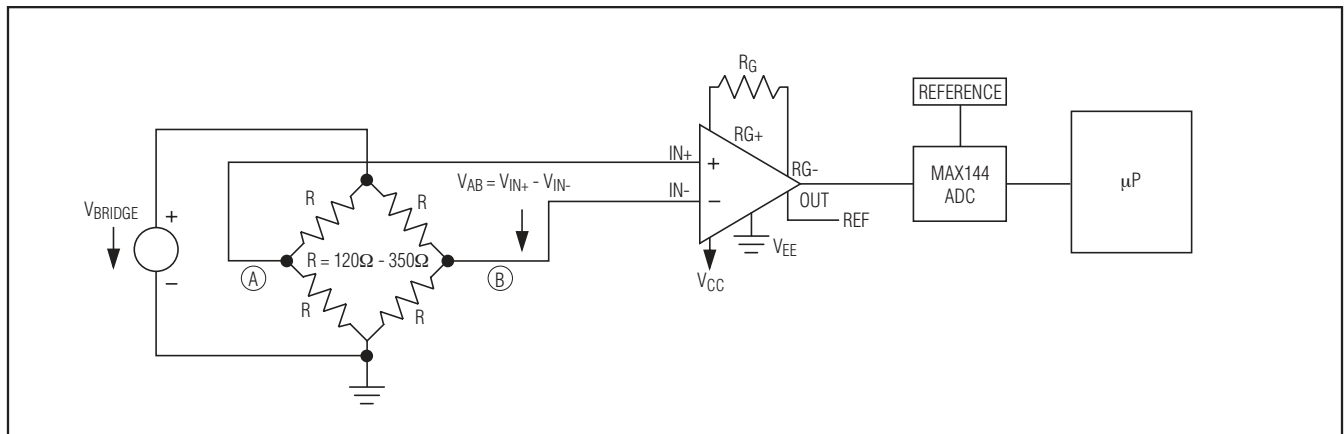 RG
REFERENCE
RG+
IN+
+
RG-
MAX144
ADC
µP
R
R
VAB = VIN+ - VIN-
IN-
−
OUT
REF
VBRIDGE
+
−
R = 120Ω - 350Ω
A
B
VEE
VCC
R
R